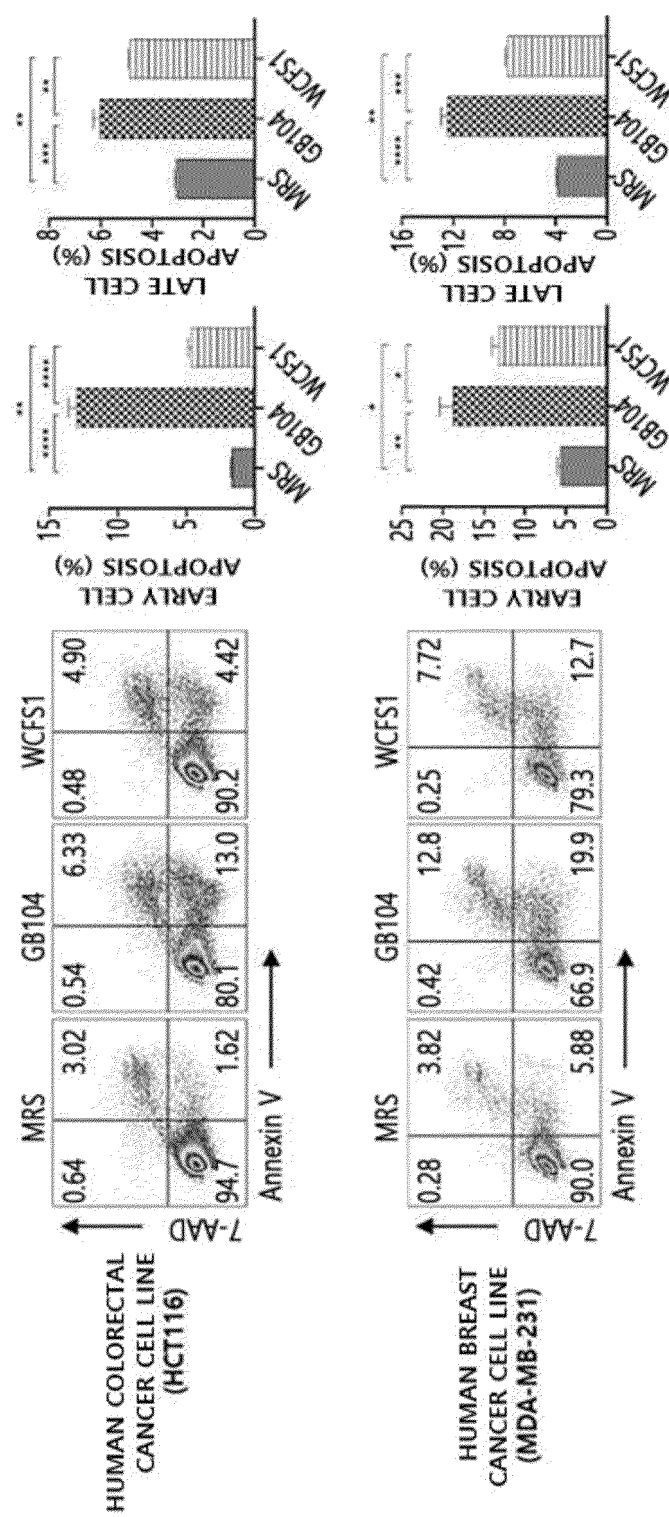 HUMAN COLORECTAL
CANCER CELL LINE
(HCT116)
7-AAD
Annexin V
MRS
0.64
3.02
94.7
1.62
GB104
0.54
6.33
80.1
13.0
WCFS1
0.48
4.90
90.2
4.42
EARLY CELL
APOPTOSIS (%)
15
10
5
0
**
****
****
MRS
GB104
WCFS1
LATE CELL
APOPTOSIS (%)
8
6
4
2
0
**
***
**
MRS
GB104
WCFS1
HUMAN BREAST
CANCER CELL LINE
(MDA-MB-231)
7-AAD
Annexin V
MRS
0.28
3.82
90.0
5.88
GB104
0.42
12.8
66.9
19.9
WCFS1
0.25
7.72
79.3
12.7
EARLY CELL
APOPTOSIS (%)
25
20
15
10
5
0
*
**
*
MRS
GB104
WCFS1
LATE CELL
APOPTOSIS (%)
16
12
8
4
0
**
****
***
MRS
GB104
WCFS1